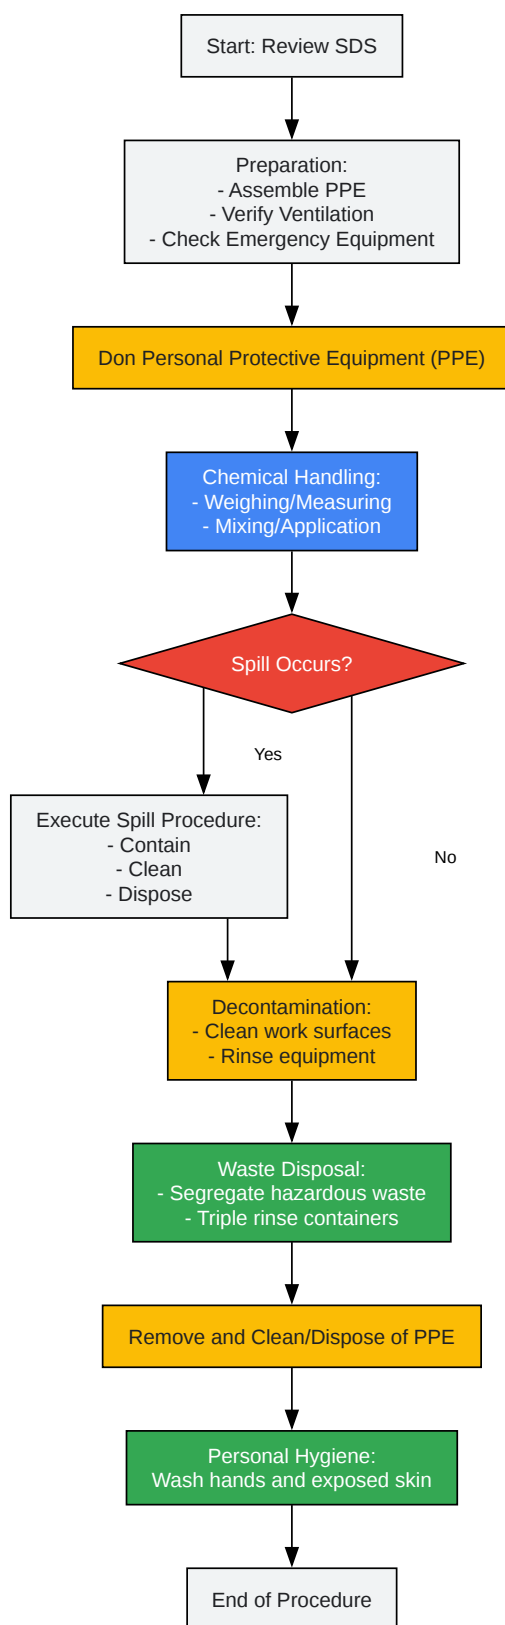 Start: Review SDS
Preparation:
- Assemble PPE
- Verify Ventilation
- Check Emergency Equipment
Don Personal Protective Equipment (PPE)
Chemical Handling:
- Weighing/Measuring
- Mixing/Application
Spill Occurs?
Yes
Execute Spill Procedure:
- Contain
- Clean
- Dispose
No
Decontamination:
- Clean work surfaces
- Rinse equipment
Waste Disposal:
- Segregate hazardous waste
- Triple rinse containers
Remove and Clean/Dispose of PPE
Personal Hygiene:
Wash hands and exposed skin
End of Procedure